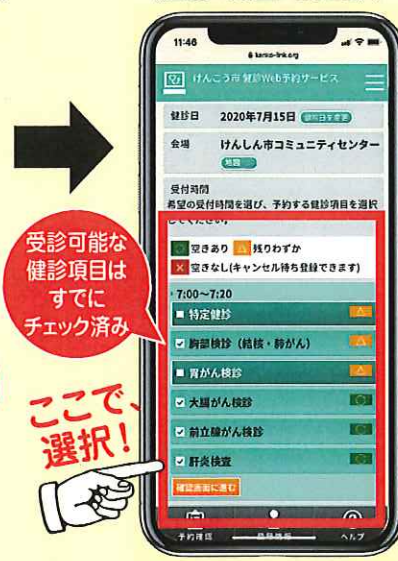 11:46
kenko-link.org
けんこう市 健診Web予約サービス
健診日 2020年7月15日 健診日を変更
会場 けんしん市コミュニティセンター
地図
受付時間
希望の受付時間を選び、予約する健診項目を選択
してください。
空きあり 残りわずか
空きなし(キャンセル待ち登録できます)
7:00～7:20
特定健診
胸部検診（結核・肺がん）
胃がん検診
大腸がん検診
前立腺がん検診
肝炎検査
確認画面に進む
予約確認 登録情報 ヘルプ
受診可能な
健診項目は
すでに
チェック済み
ここで、
選択！